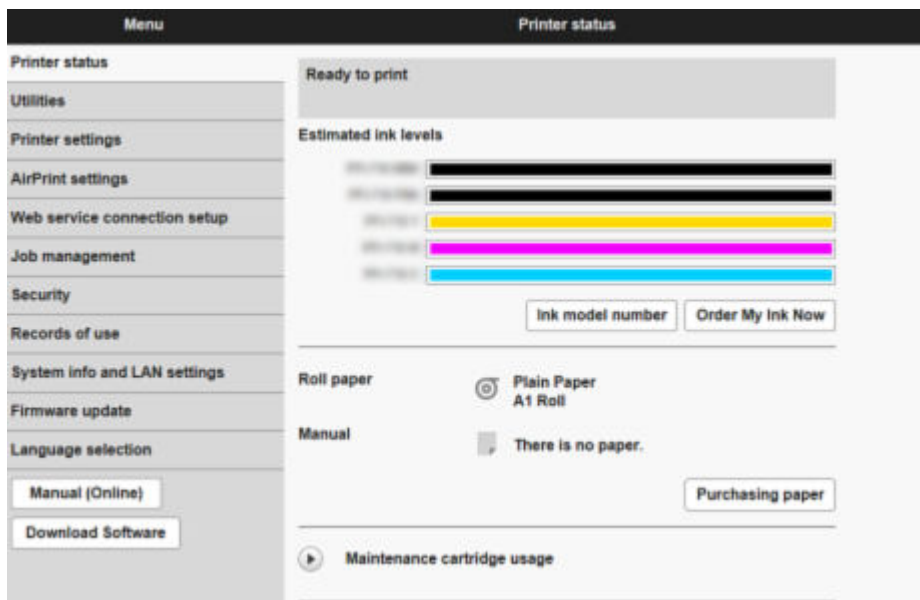 Menu
Printer status
Printer status
Utilities
Printer settings
AirPrint settings
Web service connection setup
Job management
Security
Records of use
System info and LAN settings
Firmware update
Language selection
Manual (Online)
Download Software
Ready to print
Estimated ink levels
Ink model number
Order My Ink Now
Roll paper
Plain Paper
A1 Roll
Manual
There is no paper.
Purchasing paper
Maintenance cartridge usage